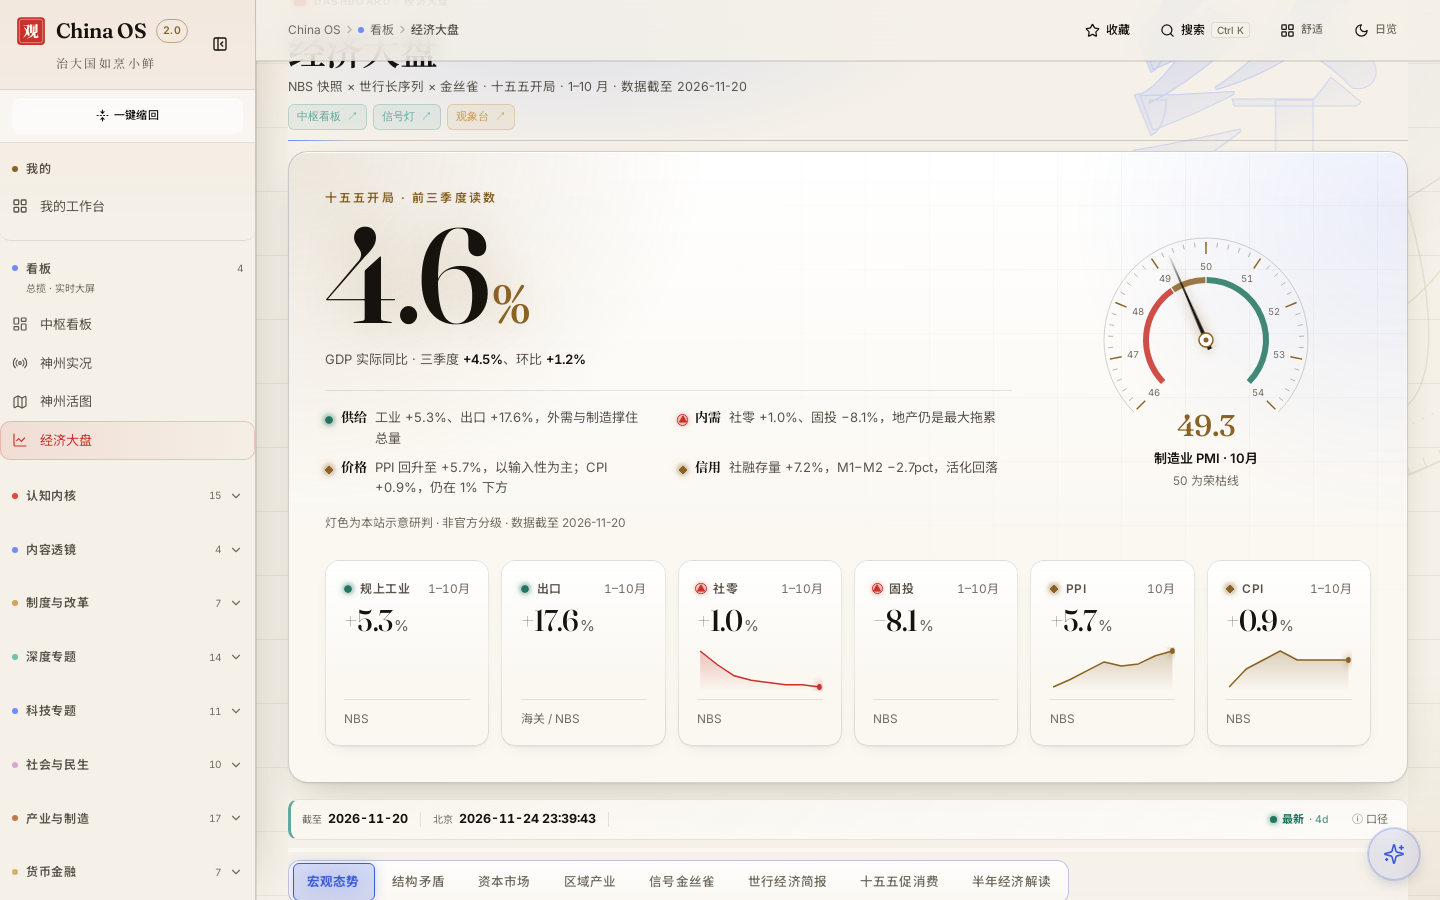 观 China OS 2.0
治大国如烹小鲜
一键缩回
我的
我的工作台
看板 4
总揽 · 实时大屏
中枢看板
神州实况
神州活图
经济大盘
认知内核 15
内容透镜 4
制度与改革 7
深度专题 14
科技专题 11
社会与民生 10
产业与制造 17
货币金融 7
China OS > 看板 > 经济大盘
收藏 搜索 Ctrl K 舒适 日览
经济大盘
NBS 快照 × 世行长序列 × 金丝雀 · 十五五开局 · 1–10 月 · 数据截至 2026-11-20
中枢看板 ↗ 信号灯 ↗ 观象台 ↗
十五五开局 · 前三季度读数
4.6%
GDP 实际同比 · 三季度 +4.5%、环比 +1.2%
供给 工业 +5.3%、出口 +17.6%，外需与制造撑住
总量
内需 社零 +1.0%、固投 −8.1%，地产仍是最大拖累
价格 PPI 回升至 +5.7%，以输入性为主；CPI
+0.9%，仍在 1% 下方
信用 社融存量 +7.2%，M1−M2 −2.7pct，活化回落
灯色为本站示意研判 · 非官方分级 · 数据截至 2026-11-20
46 47 48 49 50 51 52 53 54
49.3
制造业 PMI · 10月
50 为荣枯线
规上工业 1–10月
+5.3%
NBS
出口 1–10月
+17.6%
海关 / NBS
社零 1–10月
+1.0%
NBS
固投 1–10月
−8.1%
NBS
PPI 10月
+5.7%
NBS
CPI 1–10月
+0.9%
NBS
截至 2026-11-20 北京 2026-11-24 23:39:43
最新 · 4d ⓘ 口径
宏观态势 结构矛盾 资本市场 区域产业 信号金丝雀 世行经济简报 十五五促消费 半年经济解读